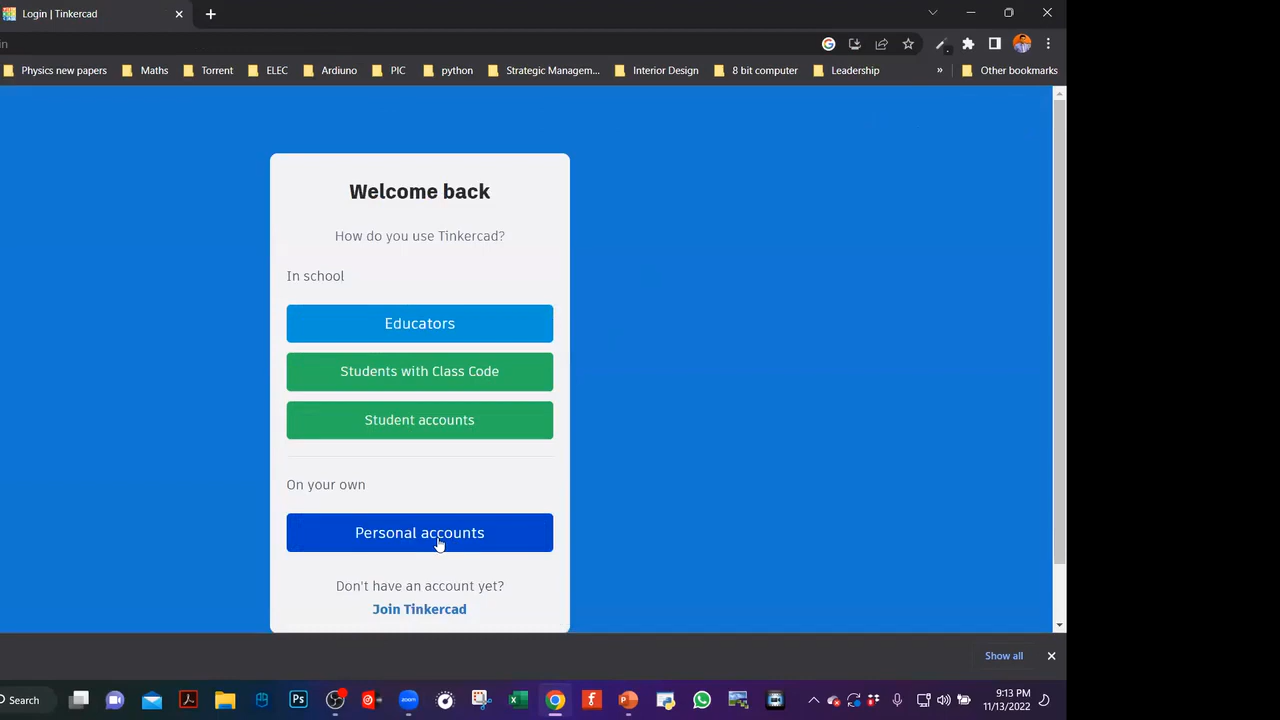 Login | Tinkercad
in
Physics new papers Maths Torrent ELEC Ardiuno PIC python Strategic Managem... Interior Design 8 bit computer Leadership » Other bookmarks
Welcome back
How do you use Tinkercad?
In school
Educators
Students with Class Code
Student accounts
On your own
Personal accounts
Don't have an account yet?
Join Tinkercad
Show all
Search
zoom
Ps
9:13 PM
11/13/2022